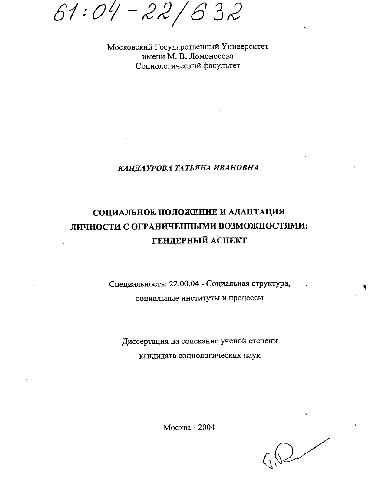 61:04-22/632
Московский Государственный Университет
имени М. В. Ломоносова
Социологический факультет
КАНДАУРОВА ТАТЬЯНА ИВАНОВНА
СОЦИАЛЬНОЕ ПОЛОЖЕНИЕ И АДАПТАЦИЯ
ЛИЧНОСТИ С ОГРАНИЧЕННЫМИ ВОЗМОЖНОСТЯМИ:
ГЕНДЕРНЫЙ АСПЕКТ
Специальность: 22.00.04 - Социальная структура,
социальные институты и процессы
Диссертация на соискание ученой степени
кандидата социологических наук
Москва - 2004